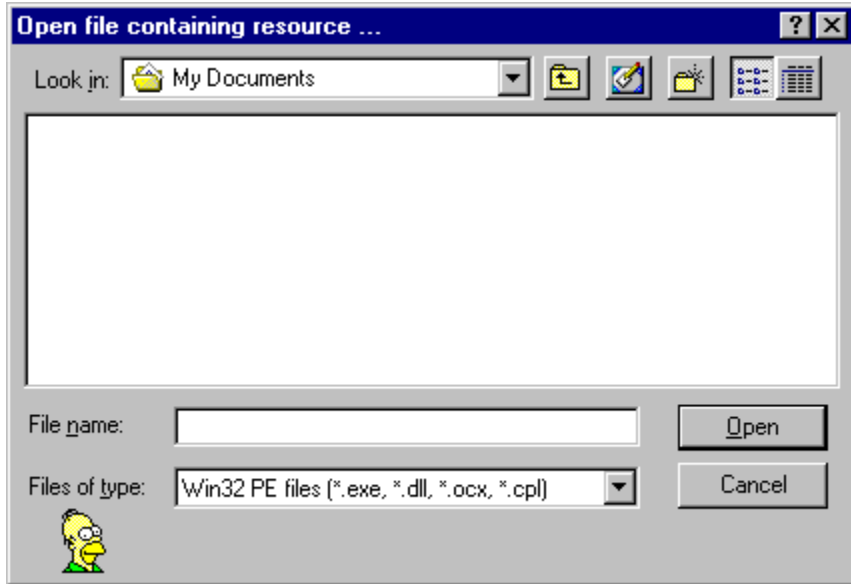 Open file containing resource ...
Look in: My Documents
File name:
Open
Files of type: Win32 PE files (*.exe, *.dll, *.ocx, *.cpl)
Cancel